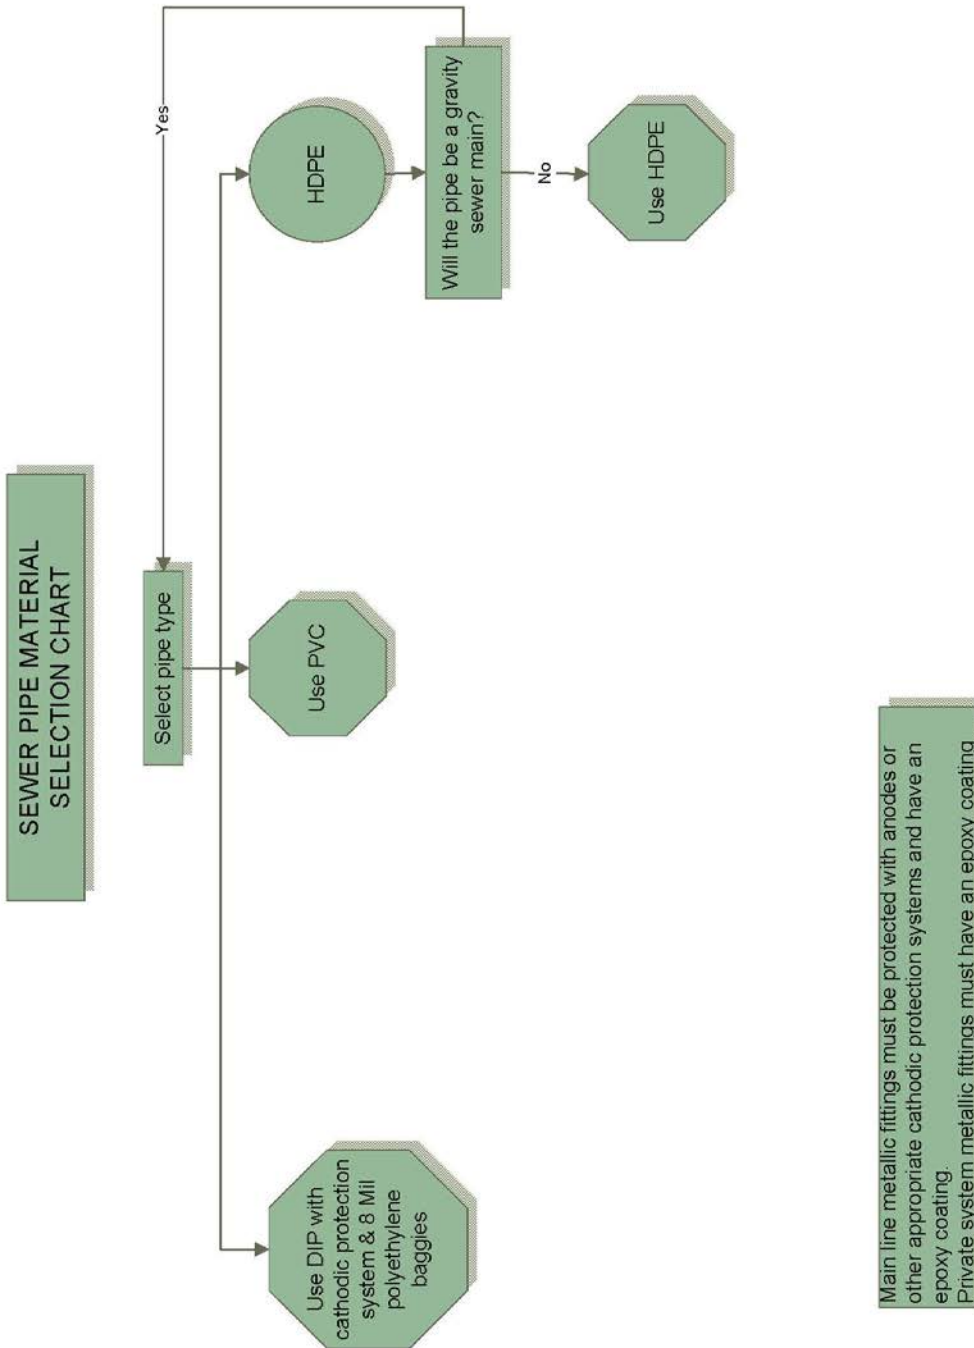 SEWER PIPE MATERIAL
SELECTION CHART
Select pipe type
Yes
Use DIP with
cathodic protection
system & 8 Mil
polyethylene
baggies
Use PVC
HDPE
Will the pipe be a gravity
sewer main?
No
Use HDPE
Main line metallic fittings must be protected with anodes or
other appropriate cathodic protection systems and have an
epoxy coating.
Private system metallic fittings must have an epoxy coating